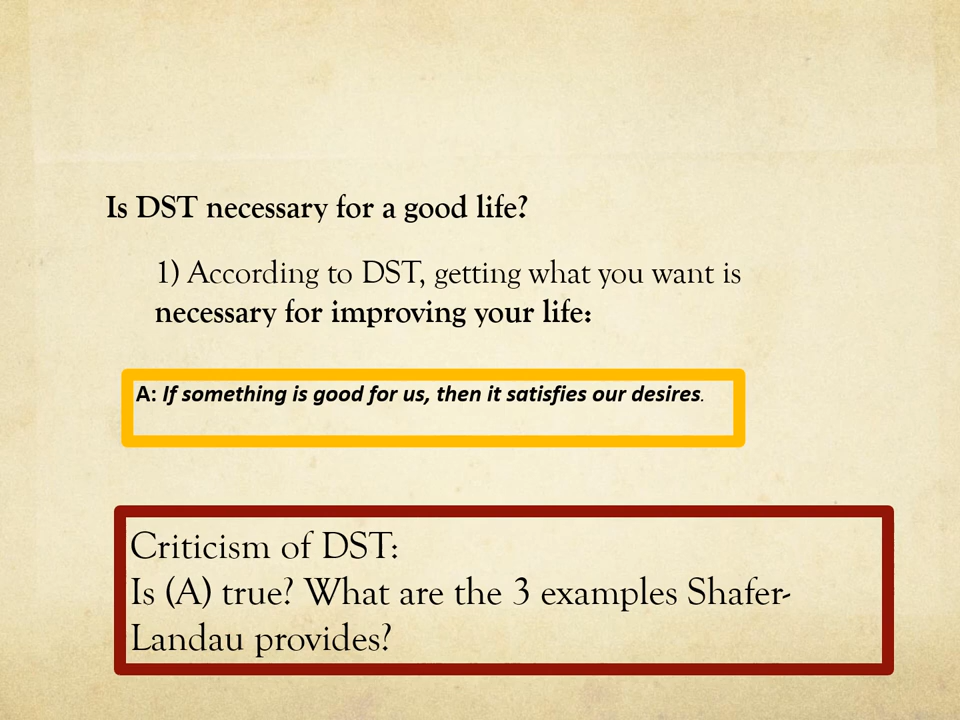 Is DST necessary for a good life?
1) According to DST, getting what you want is
necessary for improving your life:
A: If something is good for us, then it satisfies our desires.
Criticism of DST:
Is (A) true? What are the 3 examples Shafer-
Landau provides?